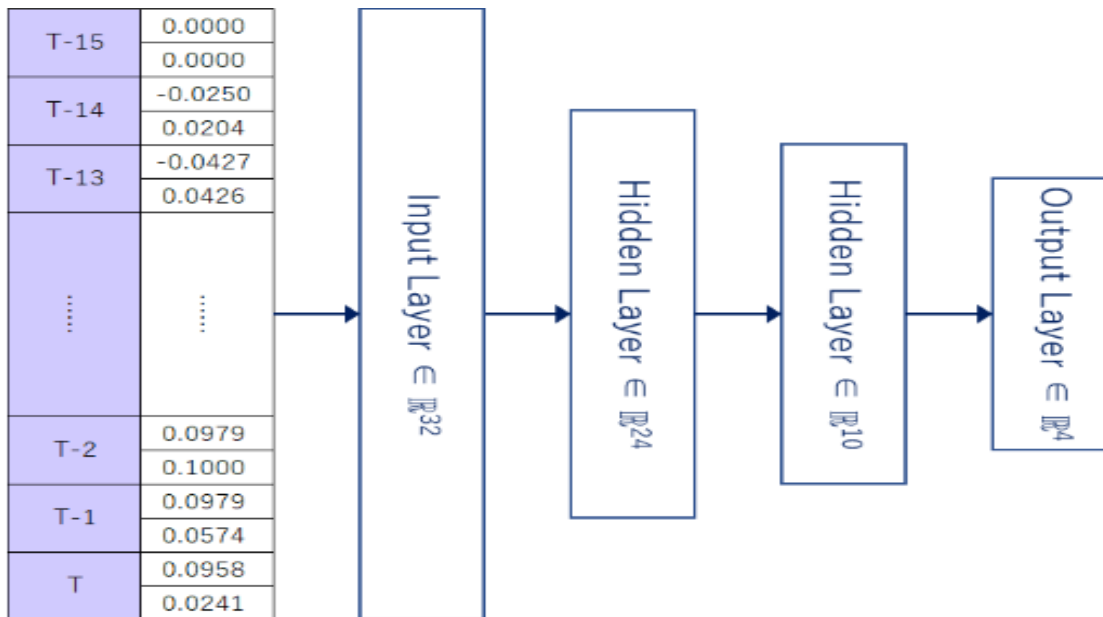 T-15
0.0000
0.0000
T-14
-0.0250
0.0204
T-13
-0.0427
0.0426
......
......
T-2
0.0979
0.1000
T-1
0.0979
0.0574
T
0.0958
0.0241
Input Layer ∈ ℝ³²
Hidden Layer ∈ ℝ²⁴
Hidden Layer ∈ ℝ¹⁰
Output Layer ∈ ℝ⁴